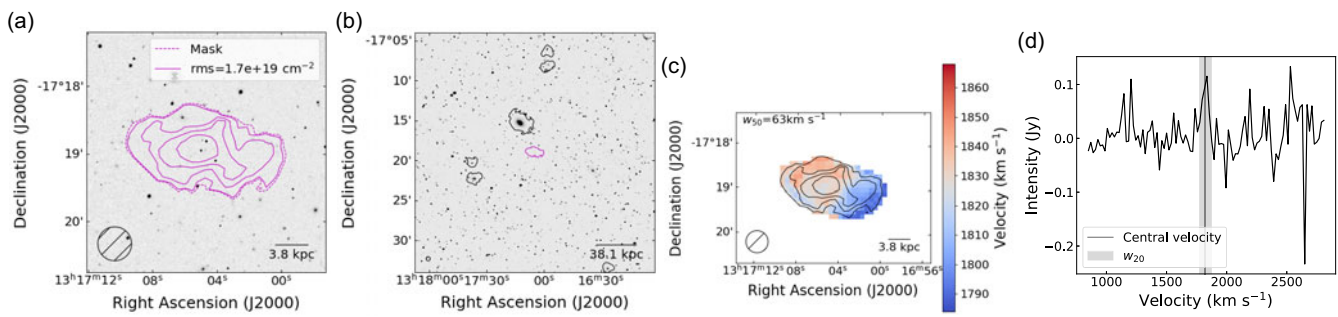 (a)
Mask
rms=1.7e+19 cm⁻²
-17°18'
19'
20'
Declination (J2000)
3.8 kpc
13ʰ17ᵐ12ˢ 08ˢ 04ˢ 00ˢ
Right Ascension (J2000)
(b)
-17°04'
10'
15'
20'
25'
30'
Declination (J2000)
38.1 kpc
13ʰ18ᵐ00ˢ 17ᵐ30ˢ 00ˢ 16ᵐ30ˢ
Right Ascension (J2000)
(c)
w₅₀=63km s⁻¹
-17°18'
19'
20'
Declination (J2000)
3.8 kpc
13ʰ17ᵐ12ˢ 08ˢ 04ˢ 00ˢ 16ᵐ56ˢ
Right Ascension (J2000)
1860
1850
1840
1830
1820
1810
1800
1790
Velocity (km s⁻¹)
(d)
0.1
0.0
−0.1
−0.2
Intensity (Jy)
Central velocity
w₂₀
1000 1500 2000 2500
Velocity (km s⁻¹)